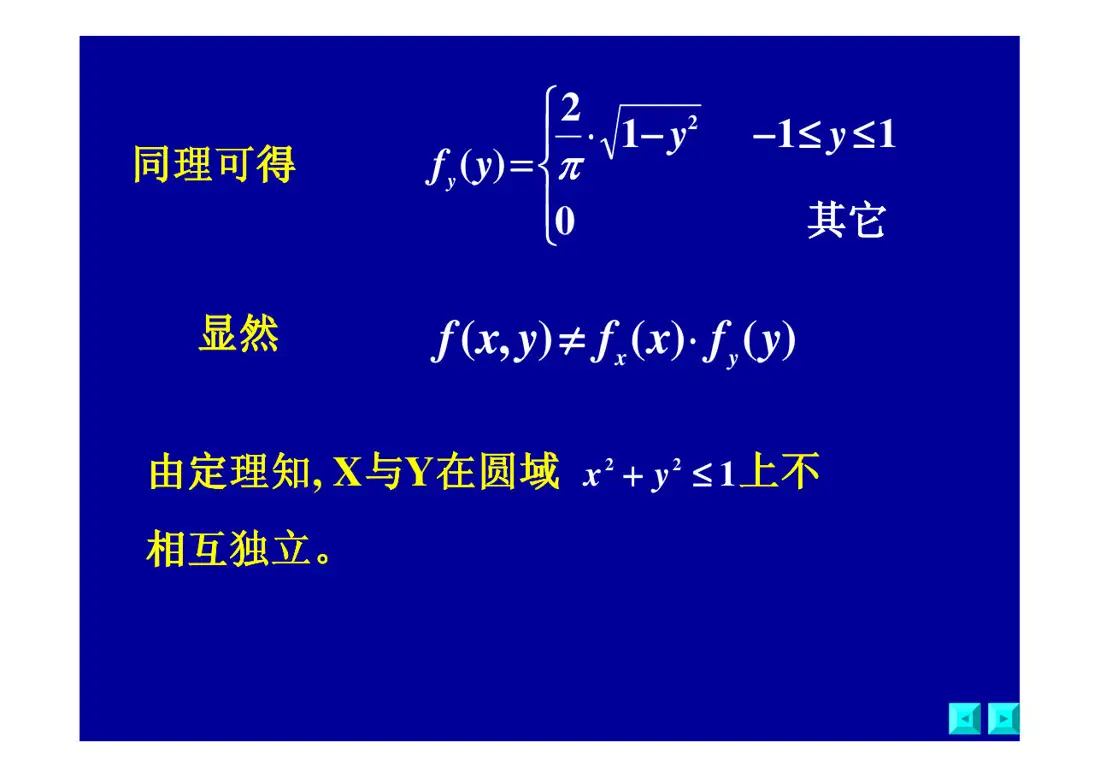 同理可得 f_y(y)= { 2/π · √(1−y²) −1≤ y ≤1
0 其它
显然 f(x,y)≠ f_x(x)· f_y(y)
由定理知, X与Y在圆域 x² + y² ≤ 1上不
相互独立。